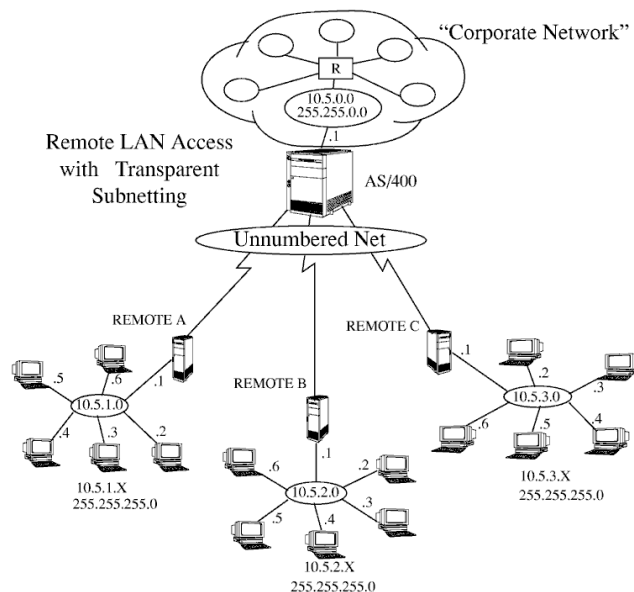 “Corporate Network”
R
10.5.0.0
255.255.0.0
.1
Remote LAN Access
with Transparent
Subnetting
AS/400
Unnumbered Net
REMOTE A
.1
.6
.5
10.5.1.0
.4
.3
.2
10.5.1.X
255.255.255.0
REMOTE B
.1
.6
.2
10.5.2.0
.5
.4
.3
10.5.2.X
255.255.255.0
REMOTE C
.1
.2
.3
10.5.3.0
.6
.5
.4
10.5.3.X
255.255.255.0